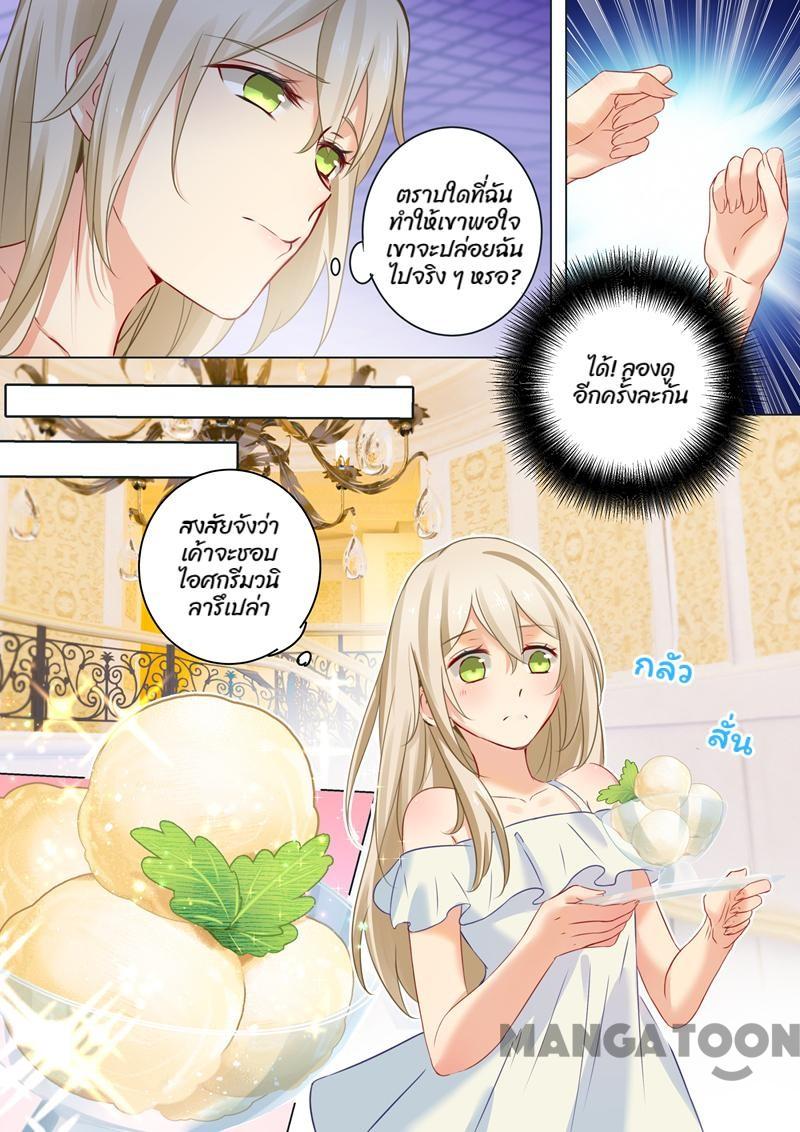 ตราบใดที่ฉัน
ทำให้เขาพอใจ
เขาจะปล่อยฉัน
ไปจริง ๆ หรอ?
ได้! ลองดู
อีกครั้งละกัน
สงสัยจังว่า
เค้าจะชอบ
ไอศกรีมวนิ
ลารึเปล่า
กลัว
สั่น
MANGATOON